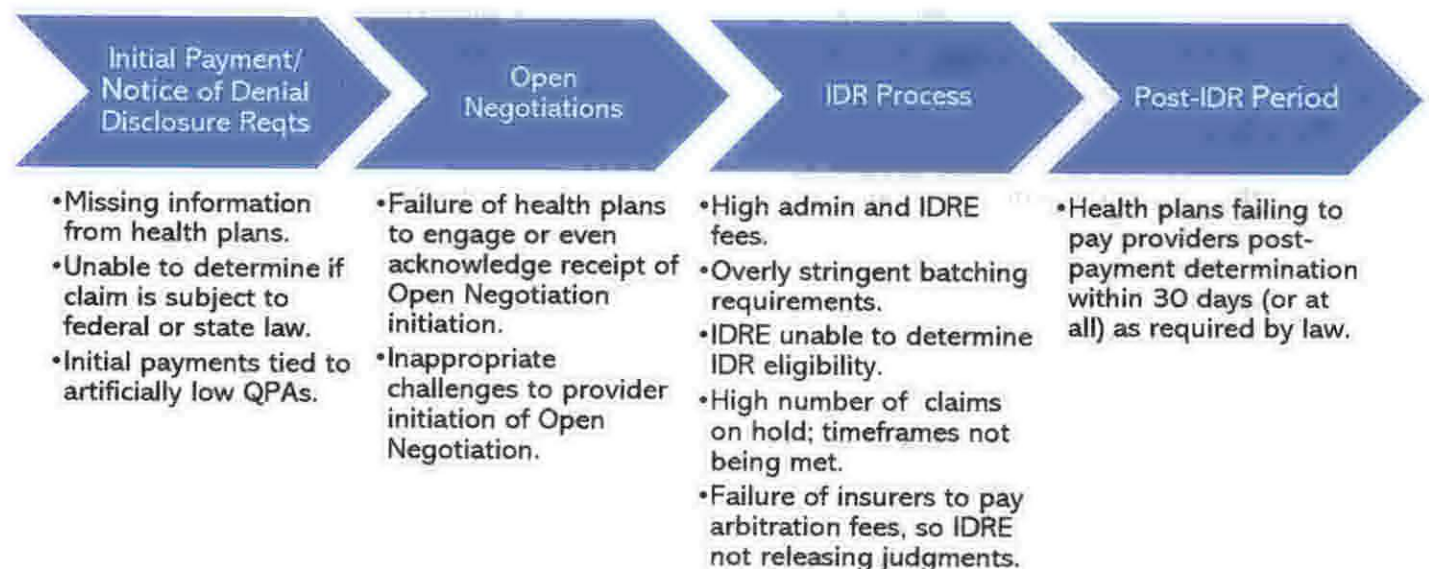 Initial Payment/
Notice of Denial
Disclosure Reqts
Open
Negotiations
IDR Process
Post-IDR Period
•Missing information
from health plans.
•Unable to determine if
claim is subject to
federal or state law.
•Initial payments tied to
artificially low QPAs.
•Failure of health plans
to engage or even
acknowledge receipt of
Open Negotiation
initiation.
•Inappropriate
challenges to provider
initiation of Open
Negotiation.
•High admin and IDRE
fees.
•Overly stringent batching
requirements.
•IDRE unable to determine
IDR eligibility.
•High number of claims
on hold; timeframes not
being met.
•Failure of insurers to pay
arbitration fees, so IDRE
not releasing judgments.
•Health plans failing to
pay providers post-
payment determination
within 30 days (or at
all) as required by law.